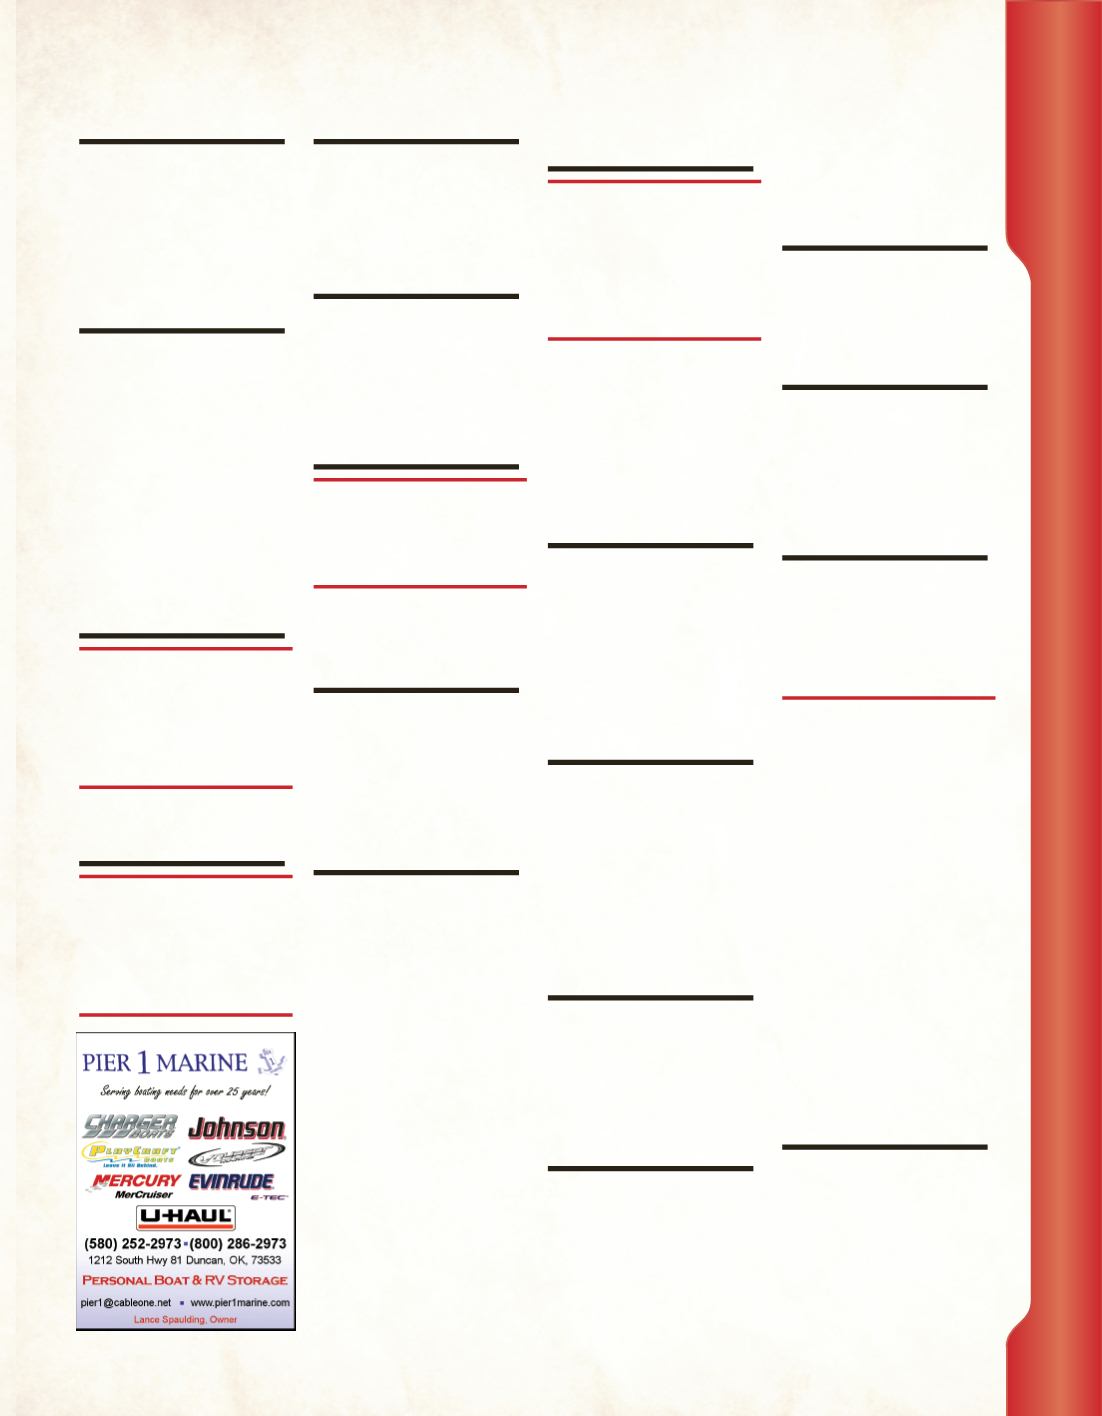 PIER 1 MARINE
Serving boating needs for over 25 years!
CHARGER BOATS
Johnson
PLAYCRAFT BOATS
Leave It All Behind.
MERCURY
MerCruiser
EVINRUDE
E-TEC
U-HAUL
(580) 252-2973 ▪ (800) 286-2973
1212 South Hwy 81 Duncan, OK, 73533
PERSONAL BOAT & RV STORAGE
pier1@cableone.net ▪ www.pier1marine.com
Lance Spaulding, Owner